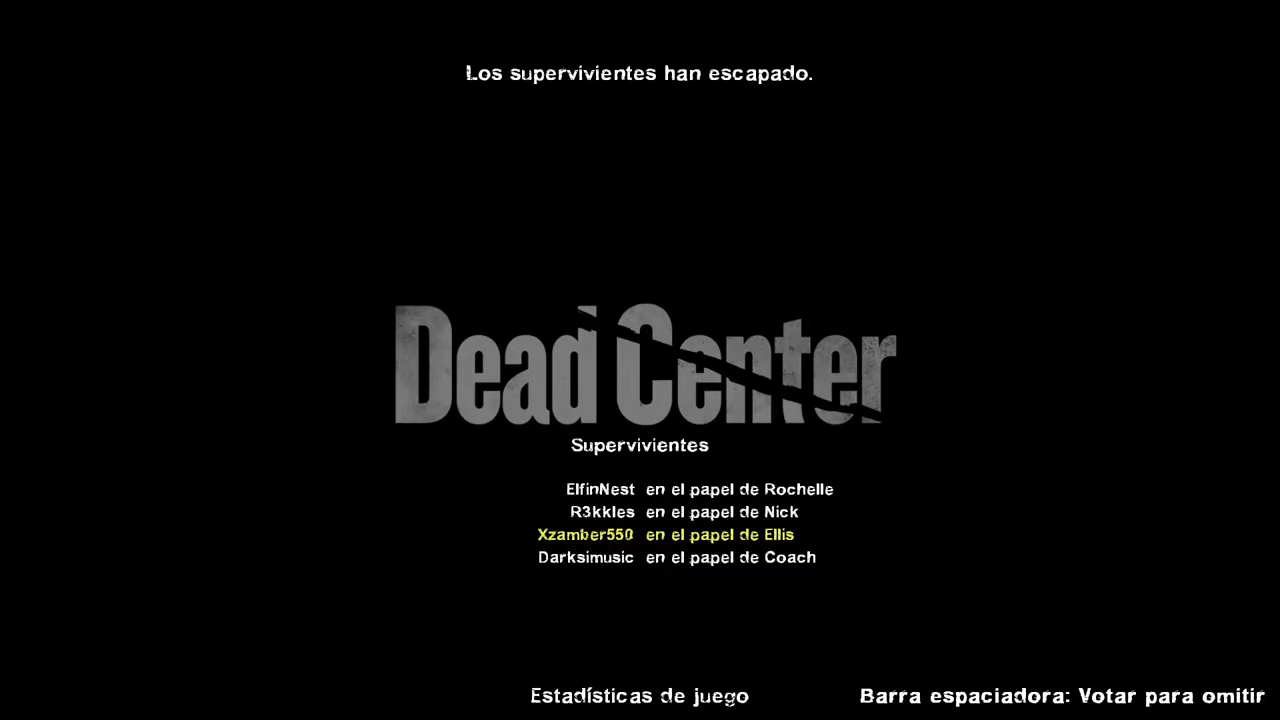 Los supervivientes han escapado.
Dead Center
Supervivientes
ElfinNest en el papel de Rochelle
R3kkles en el papel de Nick
Xzamber550 en el papel de Ellis
Darksimusic en el papel de Coach
Estadísticas de juego
Barra espaciadora: Votar para omitir